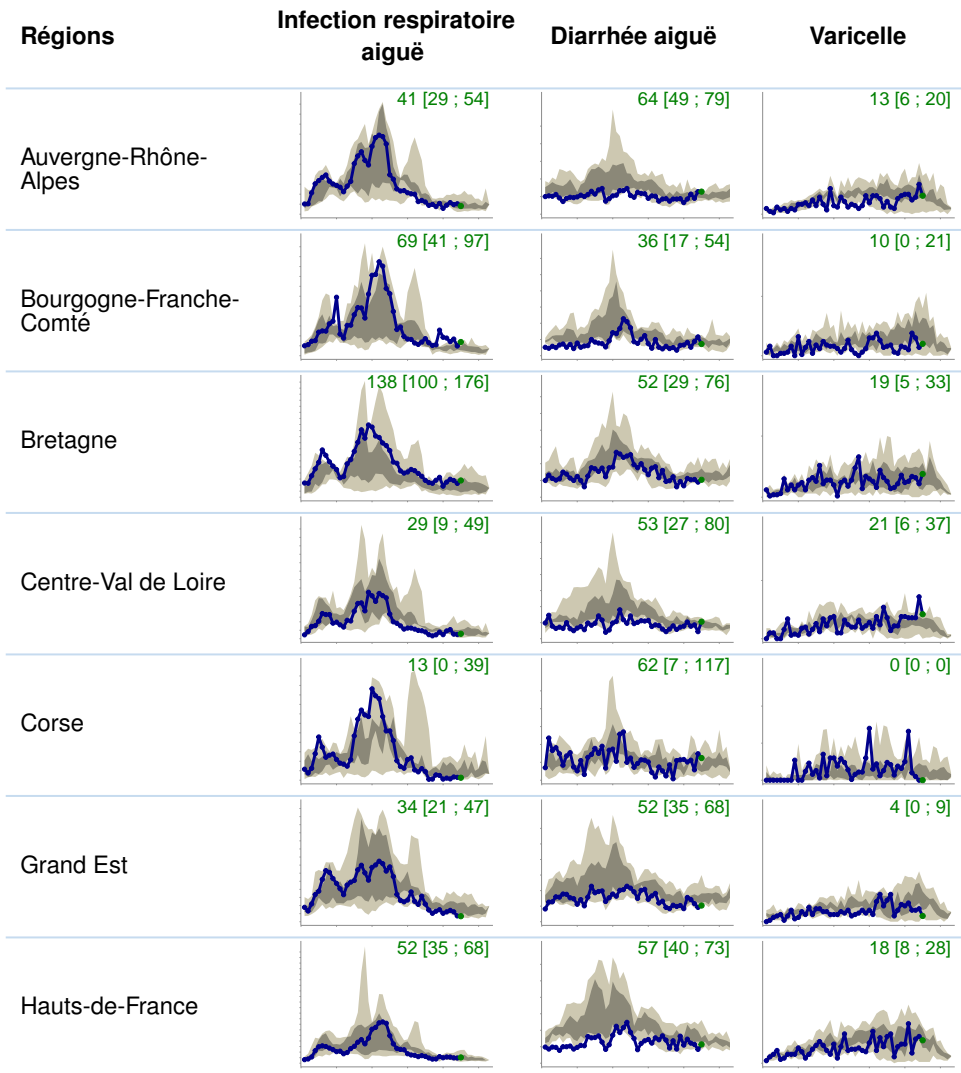 Régions
Infection respiratoire
aiguë
Diarrhée aiguë
Varicelle
41 [29 ; 54]
64 [49 ; 79]
13 [6 ; 20]
Auvergne-Rhône-
Alpes
69 [41 ; 97]
36 [17 ; 54]
10 [0 ; 21]
Bourgogne-Franche-
Comté
138 [100 ; 176]
52 [29 ; 76]
19 [5 ; 33]
Bretagne
29 [9 ; 49]
53 [27 ; 80]
21 [6 ; 37]
Centre-Val de Loire
13 [0 ; 39]
62 [7 ; 117]
0 [0 ; 0]
Corse
34 [21 ; 47]
52 [35 ; 68]
4 [0 ; 9]
Grand Est
52 [35 ; 68]
57 [40 ; 73]
18 [8 ; 28]
Hauts-de-France